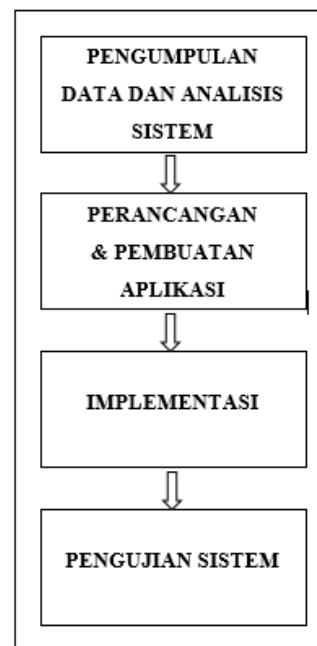 PENGUMPULAN
DATA DAN ANALISIS
SISTEM
PERANCANGAN
& PEMBUATAN
APLIKASI
IMPLEMENTASI
PENGUJIAN SISTEM